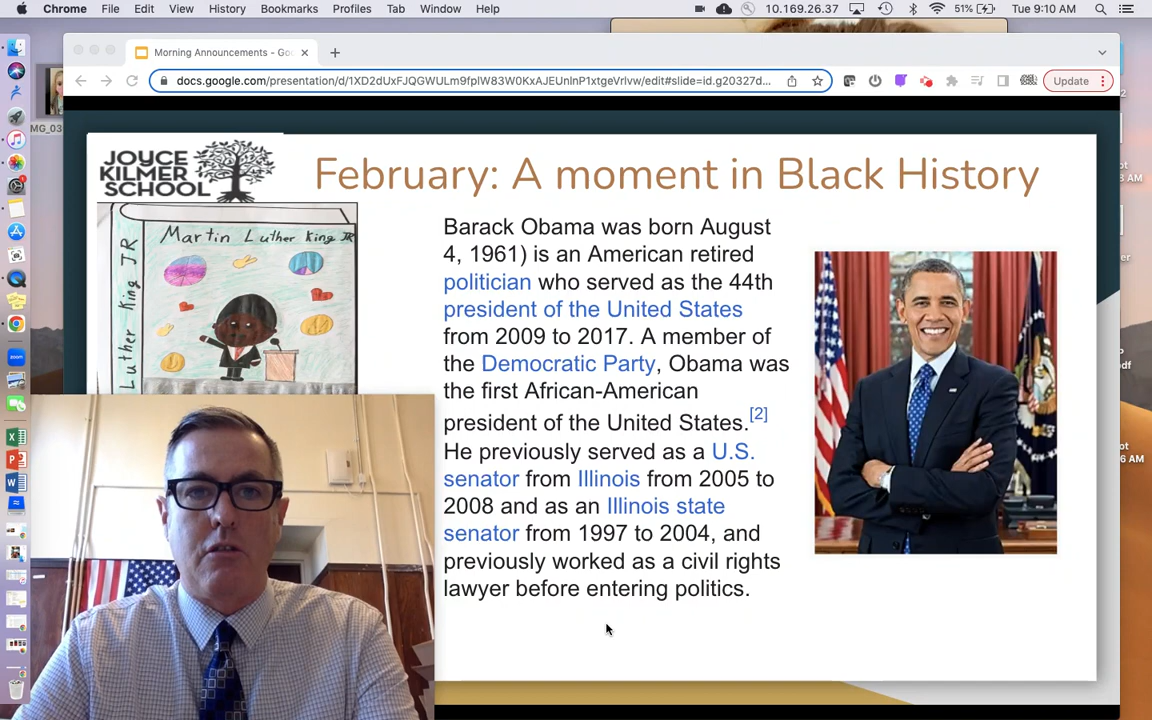 Chrome File Edit View History Bookmarks Profiles Tab Window Help 10.169.26.37 51% Tue 9:10 AM
Morning Announcements - Goo
docs.google.com/presentation/d/1XD2dUxFJQGWULm9fplW83W0KxAJEUnlnP1xtgeVrlvw/edit#slide=id.g20327d... Update
MG_03
JOYCE
KILMER
SCHOOL
February: A moment in Black History
Martin Luther King JR
Luther King JR
Barack Obama was born August
4, 1961) is an American retired
politician who served as the 44th
president of the United States
from 2009 to 2017. A member of
the Democratic Party, Obama was
the first African-American
president of the United States.[2]
He previously served as a U.S.
senator from Illinois from 2005 to
2008 and as an Illinois state
senator from 1997 to 2004, and
previously worked as a civil rights
lawyer before entering politics.
zoom